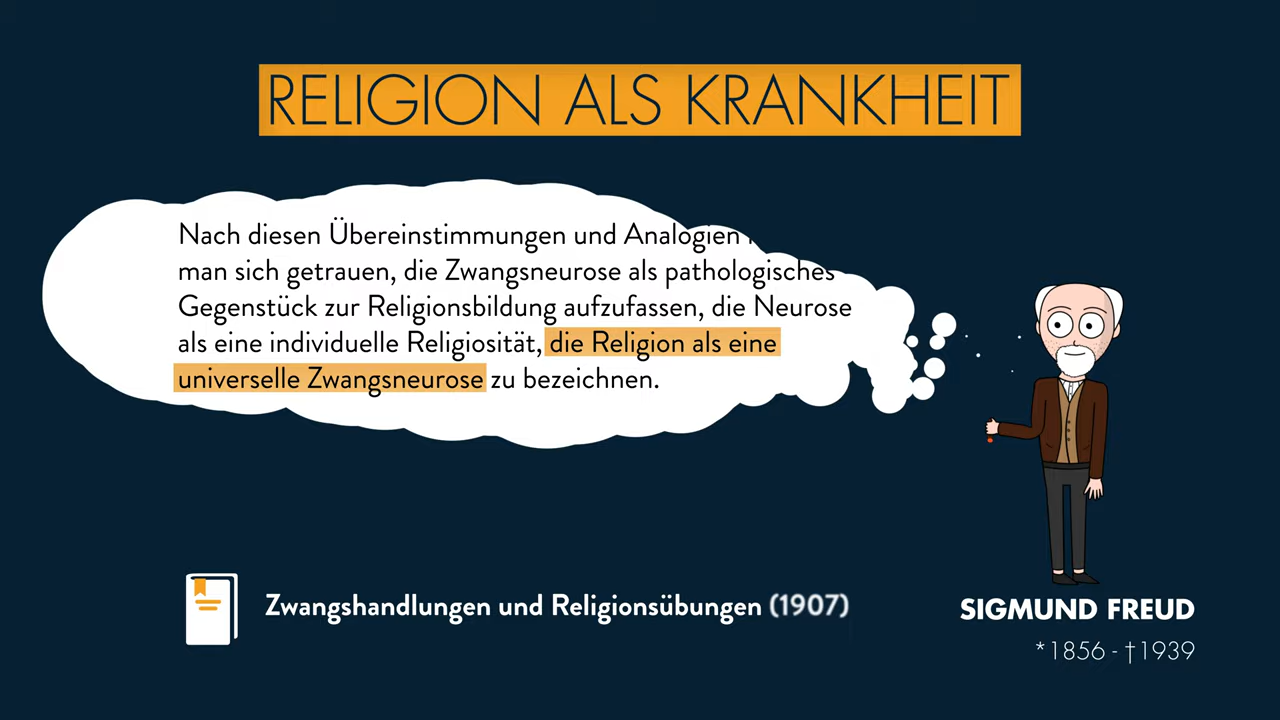 RELIGION ALS KRANKHEIT
Nach diesen Übereinstimmungen und Analogien
man sich getrauen, die Zwangsneurose als pathologisches
Gegenstück zur Religionsbildung aufzufassen, die Neurose
als eine individuelle Religiosität, die Religion als eine
universelle Zwangsneurose zu bezeichnen.
Zwangshandlungen und Religionsübungen (1907)
SIGMUND FREUD
*1856 - †1939